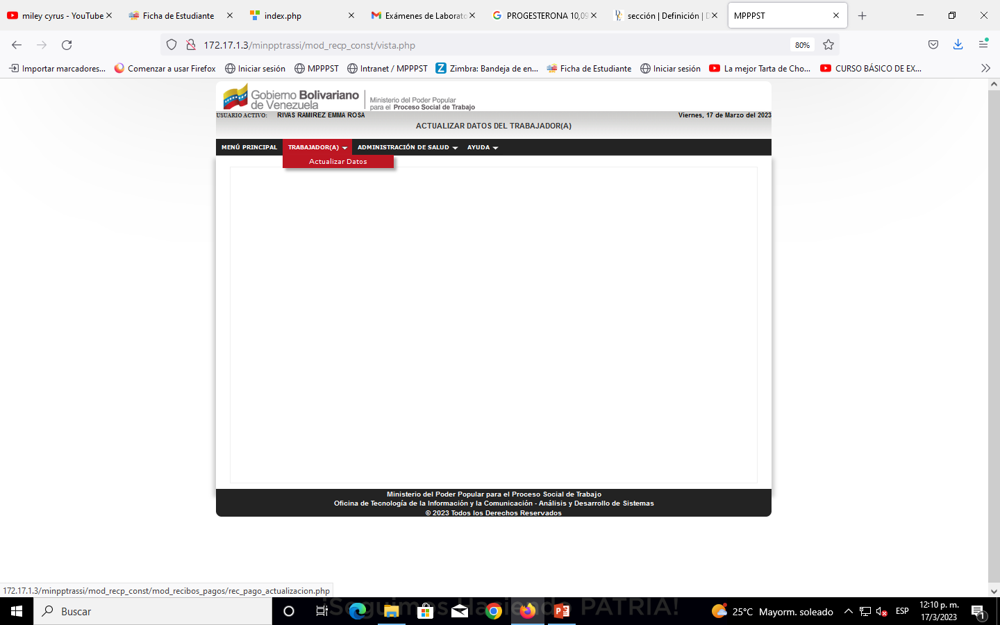 miley cyrus - YouTube
Ficha de Estudiante
index.php
Exámenes de Laborato
PROGESTERONA 10,09
sección | Definición | D
MPPPST
172.17.1.3/minpptrassi/mod_recp_const/vista.php
80%
Importar marcadores...
Comenzar a usar Firefox
Iniciar sesión
MPPPST
Intranet / MPPPST
Zimbra: Bandeja de en...
Ficha de Estudiante
Iniciar sesión
La mejor Tarta de Cho...
CURSO BÁSICO DE EX...
Gobierno Bolivariano
de Venezuela
Ministerio del Poder Popular
para el Proceso Social de Trabajo
USUARIO ACTIVO: RIVAS RAMIREZ EMMA ROSA
Viernes, 17 de Marzo del 2023
ACTUALIZAR DATOS DEL TRABAJADOR(A)
MENÚ PRINCIPAL
TRABAJADOR(A)
ADMINISTRACIÓN DE SALUD
AYUDA
Actualizar Datos
Ministerio del Poder Popular para el Proceso Social de Trabajo
Oficina de Tecnología de la Información y la Comunicación - Análisis y Desarrollo de Sistemas
© 2023 Todos los Derechos Reservados
172.17.1.3/minpptrassi/mod_recp_const/mod_recibos_pagos/rec_pago_actualizacion.php
¡Seguimos Haciendo PATRIA!
Buscar
25°C Mayorm. soleado
ESP
12:10 p. m.
17/3/2023
1